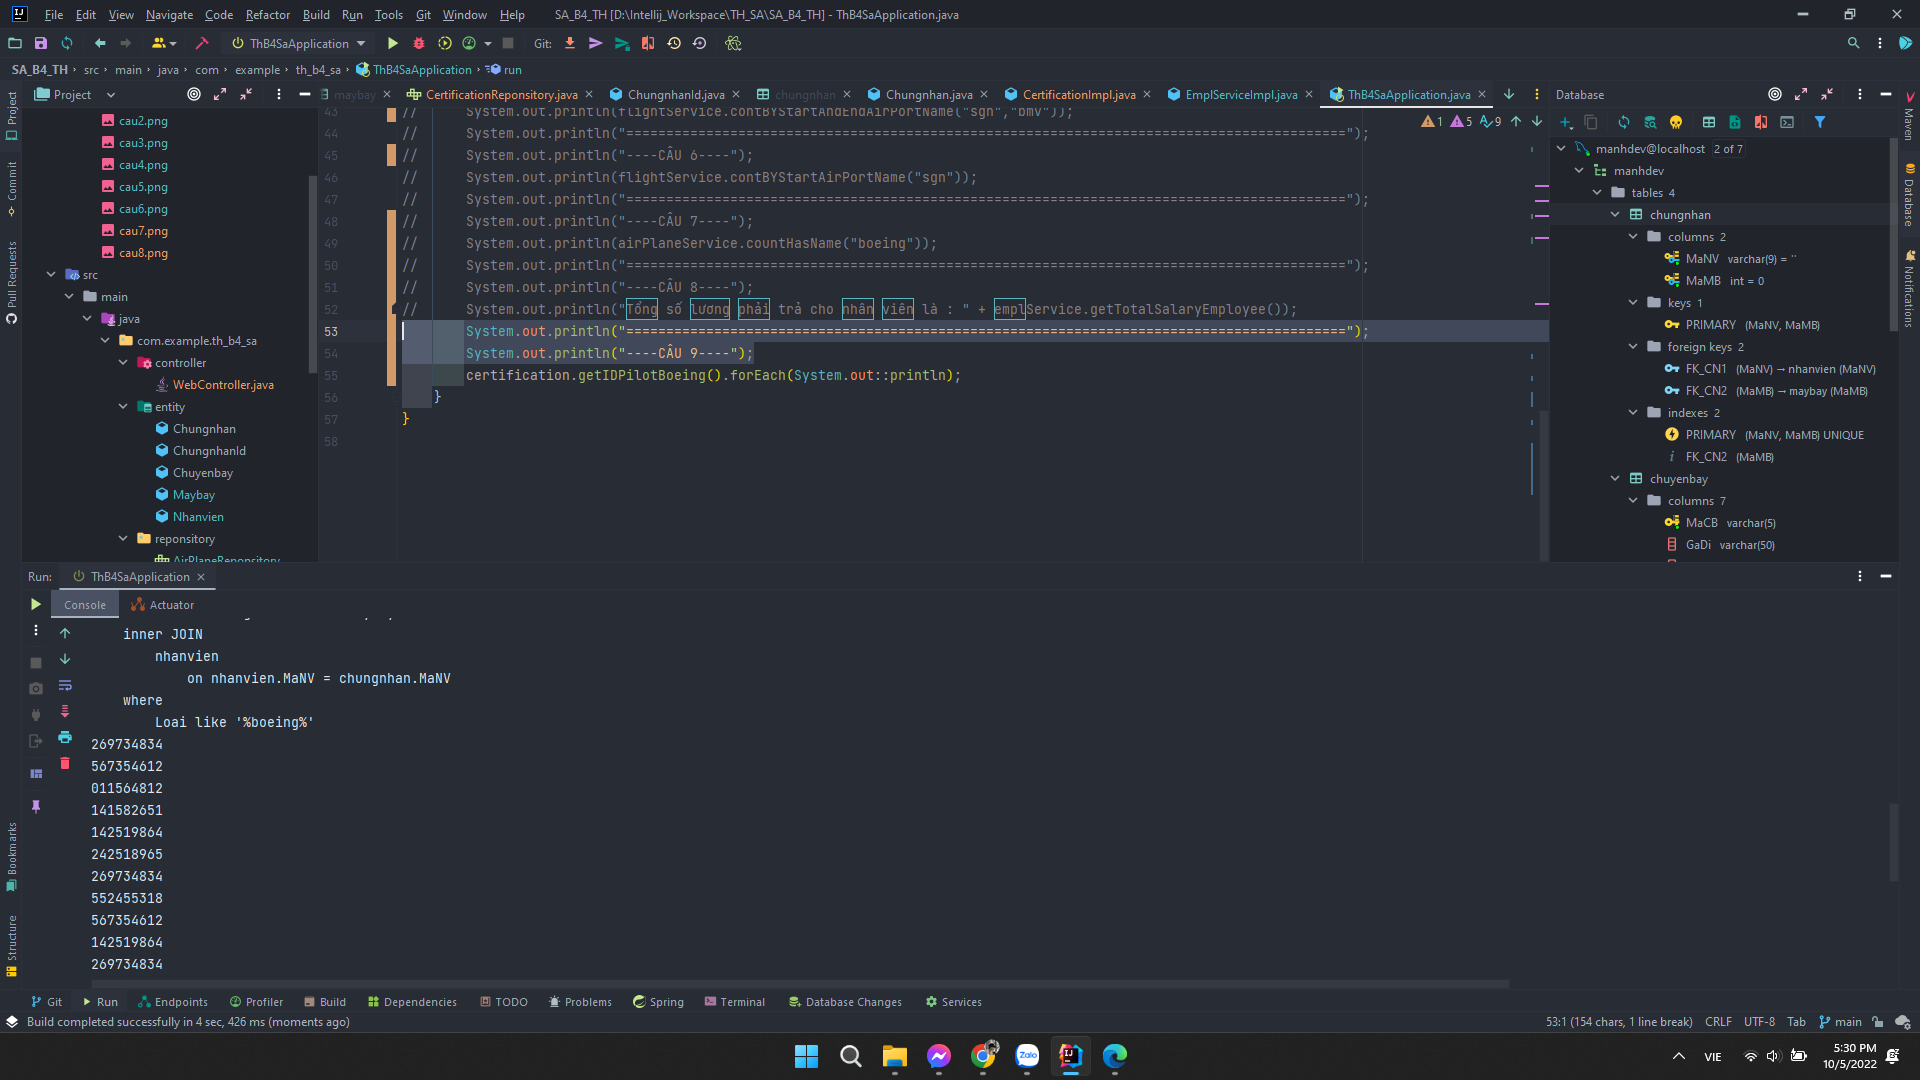 File Edit View Navigate Code Refactor Build Run Tools Git Window Help SA_B4_TH [D:\Intellij_Workspace\TH_SA\SA_B4_TH] - ThB4SaApplication.java
ThB4SaApplication Git:
SA_B4_TH src main java com example th_b4_sa ThB4SaApplication run
Project maybay CertificationReponsitory.java ChungnhanId.java chungnhan Chungnhan.java CertificationImpl.java EmplServiceImpl.java ThB4SaApplication.java Database
Project
Commit
Pull Requests
Bookmarks
Structure
Maven
Database
Notifications
cau2.png
cau3.png
cau4.png
cau5.png
cau6.png
cau7.png
cau8.png
src
main
java
com.example.th_b4_sa
controller
WebController.java
entity
Chungnhan
ChungnhanId
Chuyenbay
Maybay
Nhanvien
reponsitory
AirPlaneReponsitory
1 5 9
43 // System.out.println(flightService.contBYStartAndEndAirPortName("sgn","bmv"));
44 // System.out.println("==========================================================================================");
45 // System.out.println("----CÂU 6----");
46 // System.out.println(flightService.contBYStartAirPortName("sgn"));
47 // System.out.println("==========================================================================================");
48 // System.out.println("----CÂU 7----");
49 // System.out.println(airPlaneService.countHasName("boeing"));
50 // System.out.println("==========================================================================================");
51 // System.out.println("----CÂU 8----");
52 // System.out.println("Tổng số lương phải trả cho nhân viên là : " + emplService.getTotalSalaryEmployee());
53 System.out.println("==========================================================================================");
54 System.out.println("----CÂU 9----");
55 certification.getIDPilotBoeing().forEach(System.out::println);
56 }
57 }
58
manhdev@localhost 2 of 7
manhdev
tables 4
chungnhan
columns 2
MaNV varchar(9) = ''
MaMB int = 0
keys 1
PRIMARY (MaNV, MaMB)
foreign keys 2
FK_CN1 (MaNV) → nhanvien (MaNV)
FK_CN2 (MaMB) → maybay (MaMB)
indexes 2
PRIMARY (MaNV, MaMB) UNIQUE
FK_CN2 (MaMB)
chuyenbay
columns 7
MaCB varchar(5)
GaDi varchar(50)
Run: ThB4SaApplication
Console Actuator
inner JOIN
nhanvien
on nhanvien.MaNV = chungnhan.MaNV
where
Loai like '%boeing%'
269734834
567354612
011564812
141582651
142519864
242518965
269734834
552455318
567354612
142519864
269734834
Git Run Endpoints Profiler Build Dependencies TODO Problems Spring Terminal Database Changes Services
Build completed successfully in 4 sec, 426 ms (moments ago) 53:1 (154 chars, 1 line break) CRLF UTF-8 Tab main
Zalo VIE 5:30 PM
10/5/2022